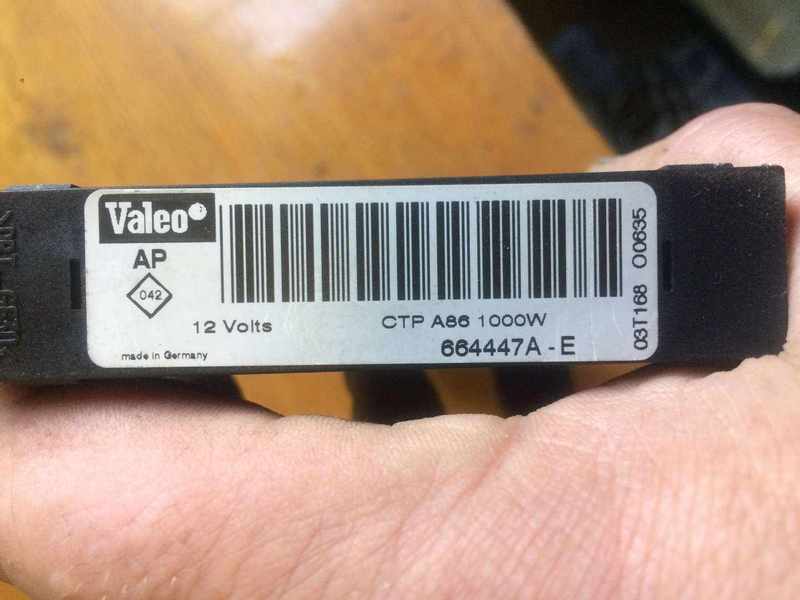 Valeo
AP
042
12 Volts
made in Germany
CTP A86 1000W
664447A - E
03T168 O0635